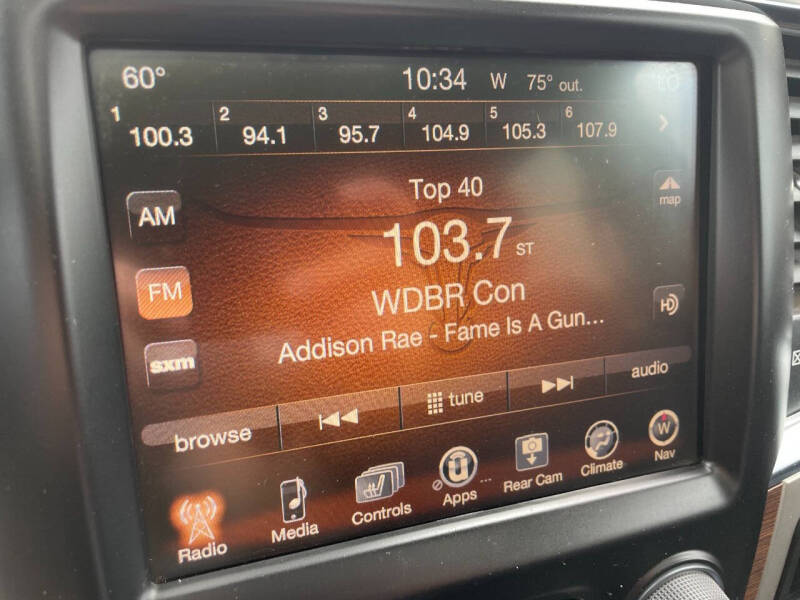 60° 10:34 W 75° out.
1 2 3 4 5 6
100.3 94.1 95.7 104.9 105.3 107.9
Top 40
map
AM
103.7 ST
FM
WDBR Con
HD
Addison Rae - Fame Is A Gun...
sxm
browse tune audio
Radio Media Controls Apps ... Rear Cam Climate W Nav